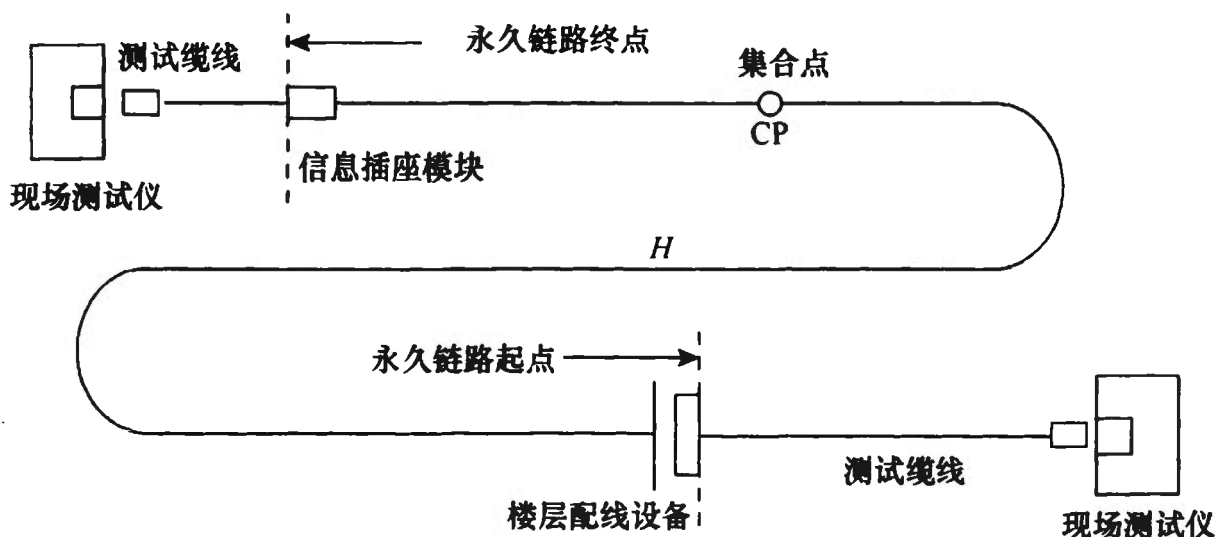 永久链路终点
测试缆线
集合点
CP
信息插座模块
现场测试仪
H
永久链路起点
测试缆线
楼层配线设备
现场测试仪